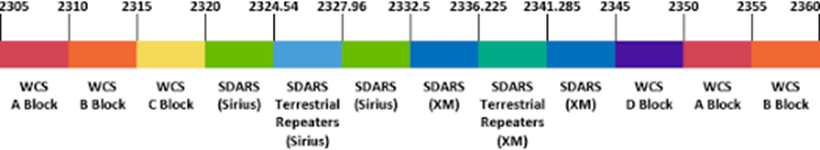 2305 2310 2315 2320 2324.54 2327.96 2332.5 2336.225 2341.285 2345 2350 2355 2360
WCS A Block
WCS B Block
WCS C Block
SDARS (Sirius)
SDARS Terrestrial Repeaters (Sirius)
SDARS (Sirius)
SDARS (XM)
SDARS Terrestrial Repeaters (XM)
SDARS (XM)
WCS D Block
WCS A Block
WCS B Block